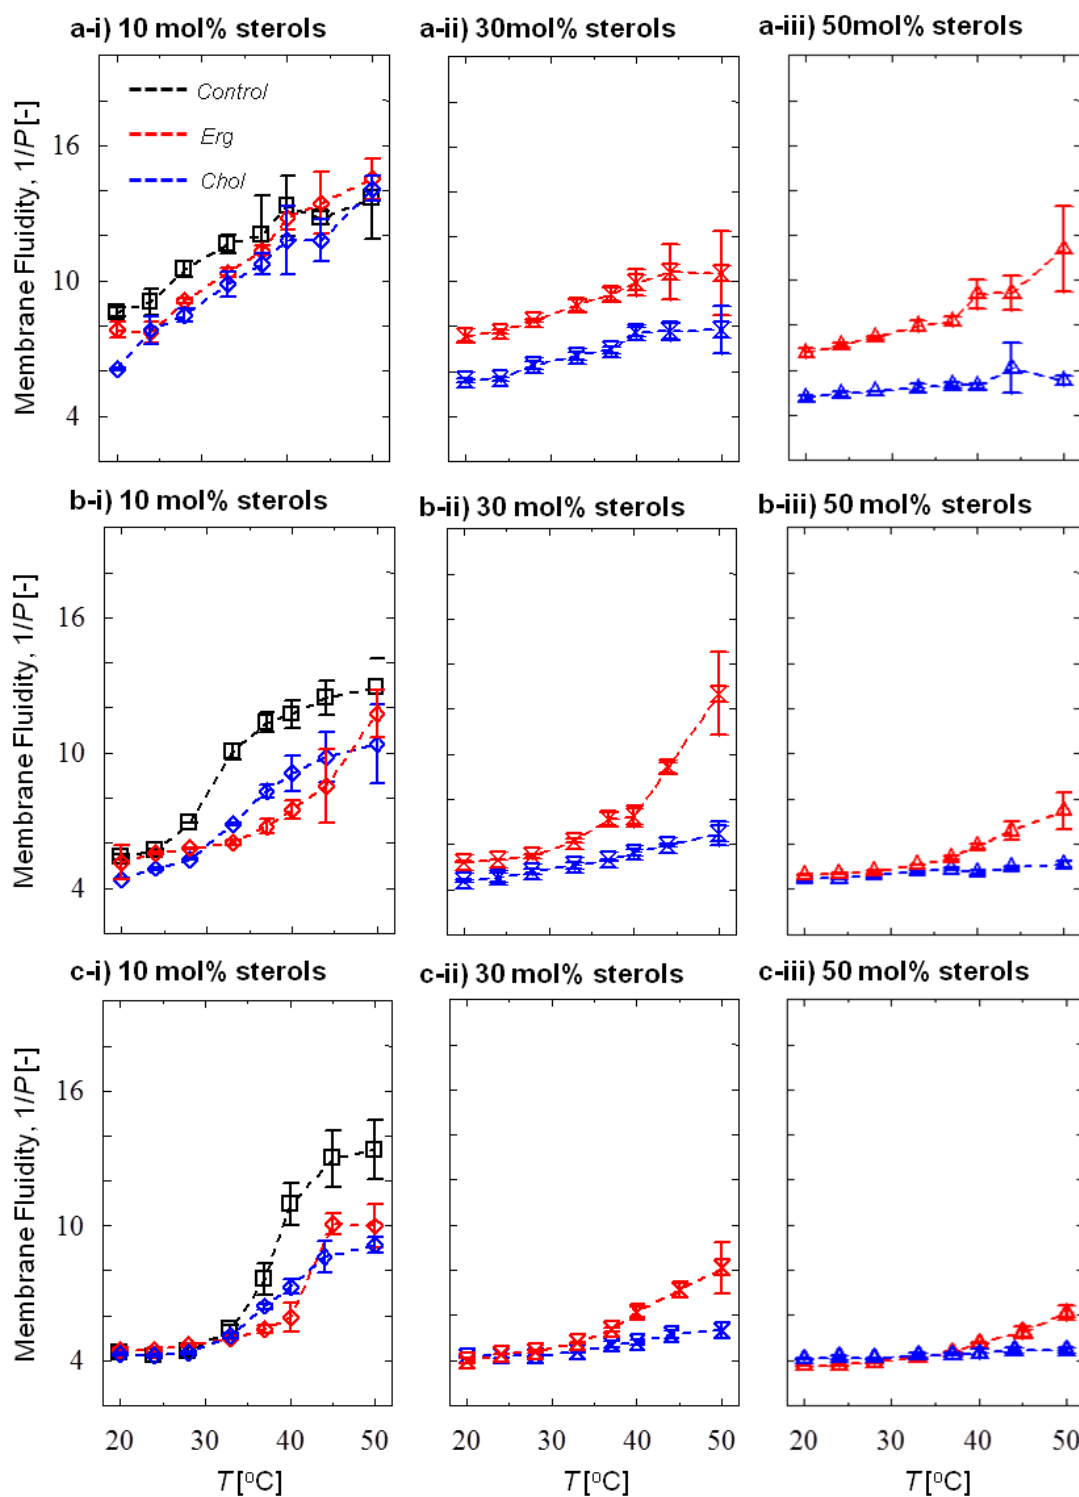 a-i) 10 mol% sterols
a-ii) 30mol% sterols
a-iii) 50mol% sterols
Control
Erg
Chol
Membrane Fluidity, 1/P [-]
16
10
4
b-i) 10 mol% sterols
b-ii) 30 mol% sterols
b-iii) 50 mol% sterols
Membrane Fluidity, 1/P [-]
16
10
4
c-i) 10 mol% sterols
c-ii) 30 mol% sterols
c-iii) 50 mol% sterols
Membrane Fluidity, 1/P [-]
16
10
4
20 30 40 50 20 30 40 50 20 30 40 50
T [°C] T [°C] T [°C]